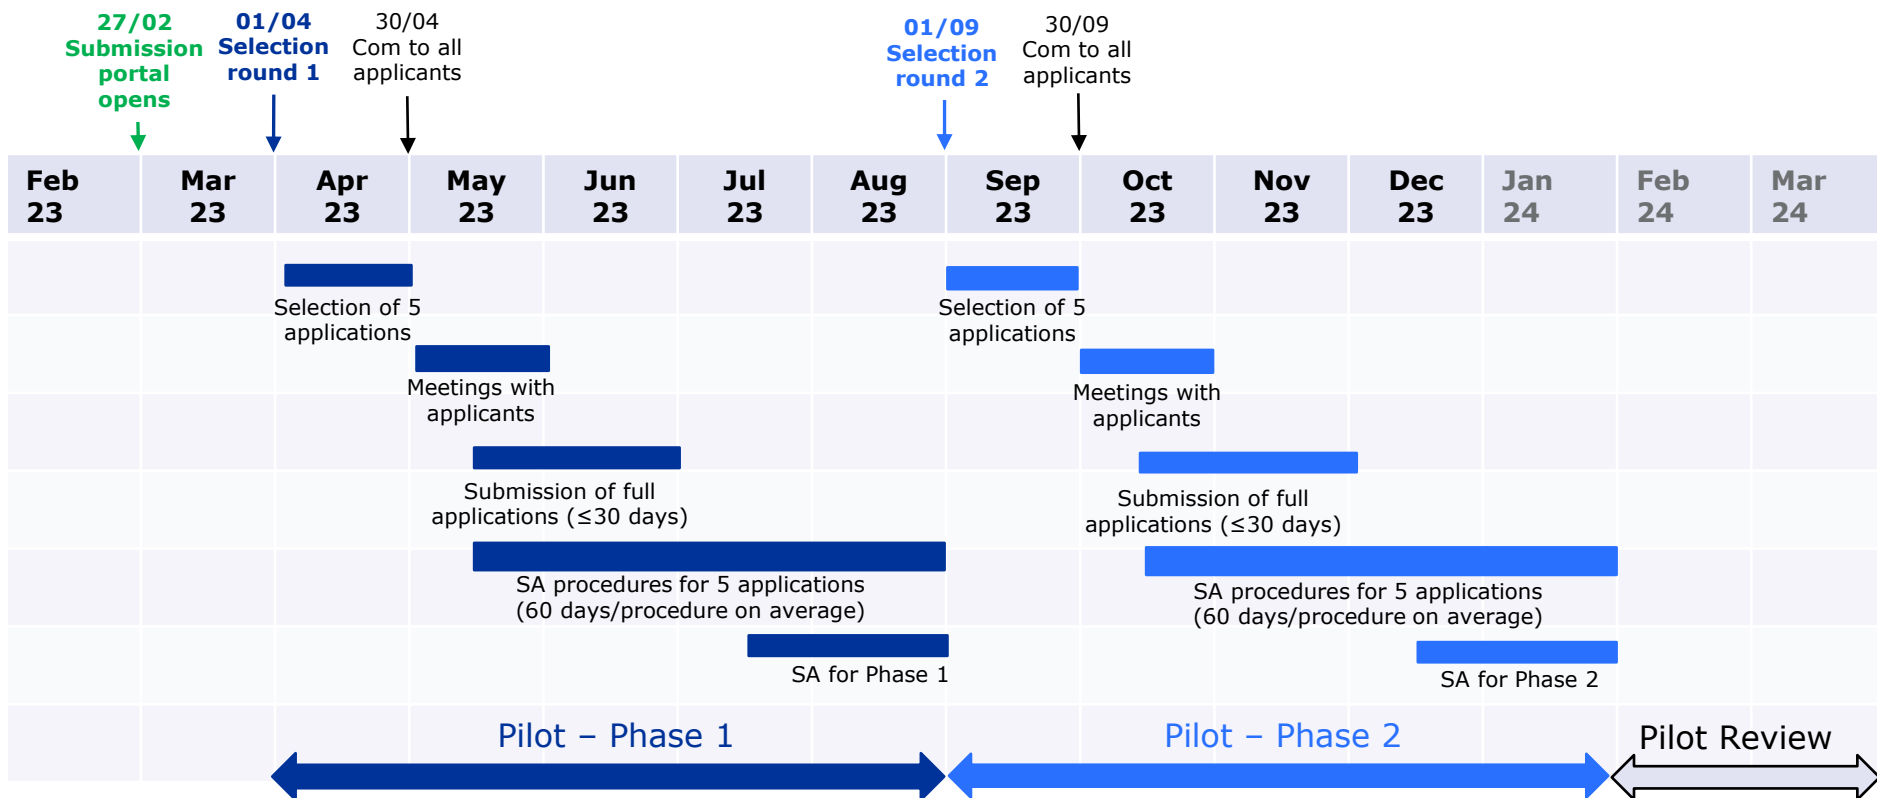 27/02
Submission
portal
opens
01/04
Selection
round 1
30/04
Com to all
applicants
01/09
Selection
round 2
30/09
Com to all
applicants
Feb
23
Mar
23
Apr
23
May
23
Jun
23
Jul
23
Aug
23
Sep
23
Oct
23
Nov
23
Dec
23
Jan
24
Feb
24
Mar
24
Selection of 5
applications
Selection of 5
applications
Meetings with
applicants
Meetings with
applicants
Submission of full
applications (≤30 days)
Submission of full
applications (≤30 days)
SA procedures for 5 applications
(60 days/procedure on average)
SA procedures for 5 applications
(60 days/procedure on average)
SA for Phase 1
SA for Phase 2
Pilot – Phase 1
Pilot – Phase 2
Pilot Review